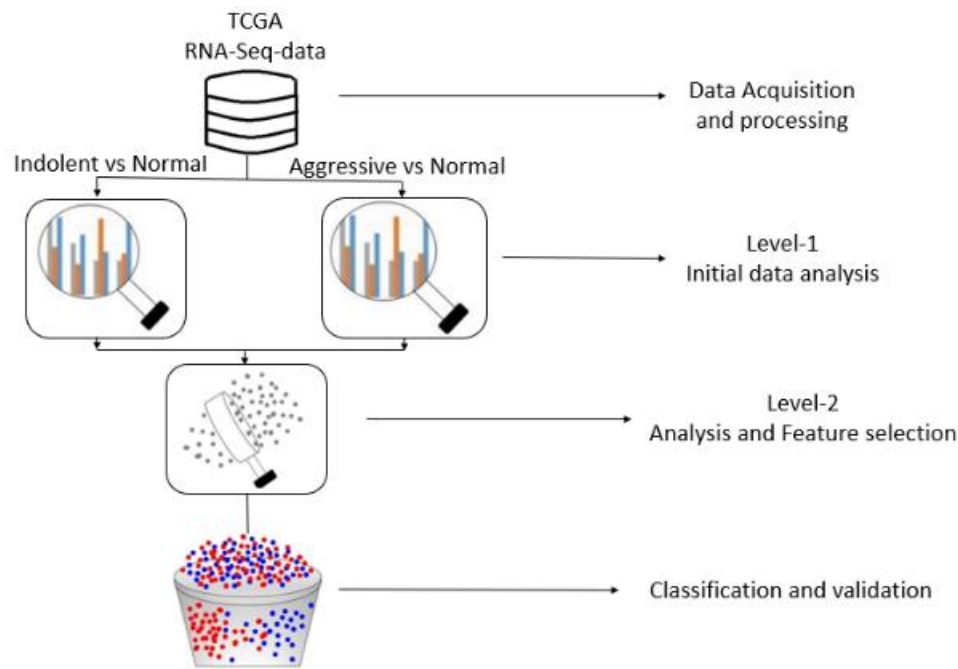 TCGA
RNA-Seq-data
Data Acquisition
and processing
Indolent vs Normal
Aggressive vs Normal
Level-1
Initial data analysis
Level-2
Analysis and Feature selection
Classification and validation